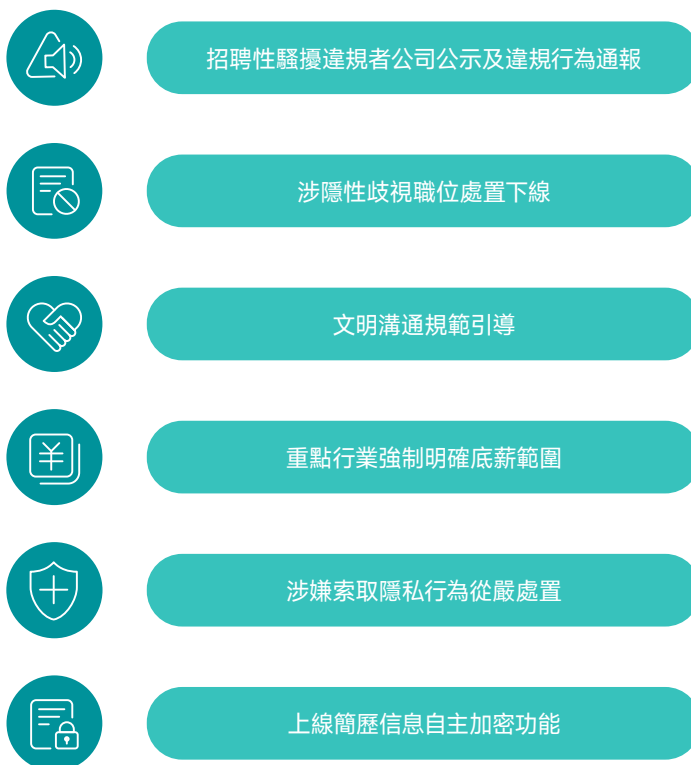 招聘性騷擾違規者公司公示及違規行為通報
涉隱性歧視職位處置下線
文明溝通規範引導
重點行業強制明確底薪範圍
涉嫌索取隱私行為從嚴處置
上線簡歷信息自主加密功能